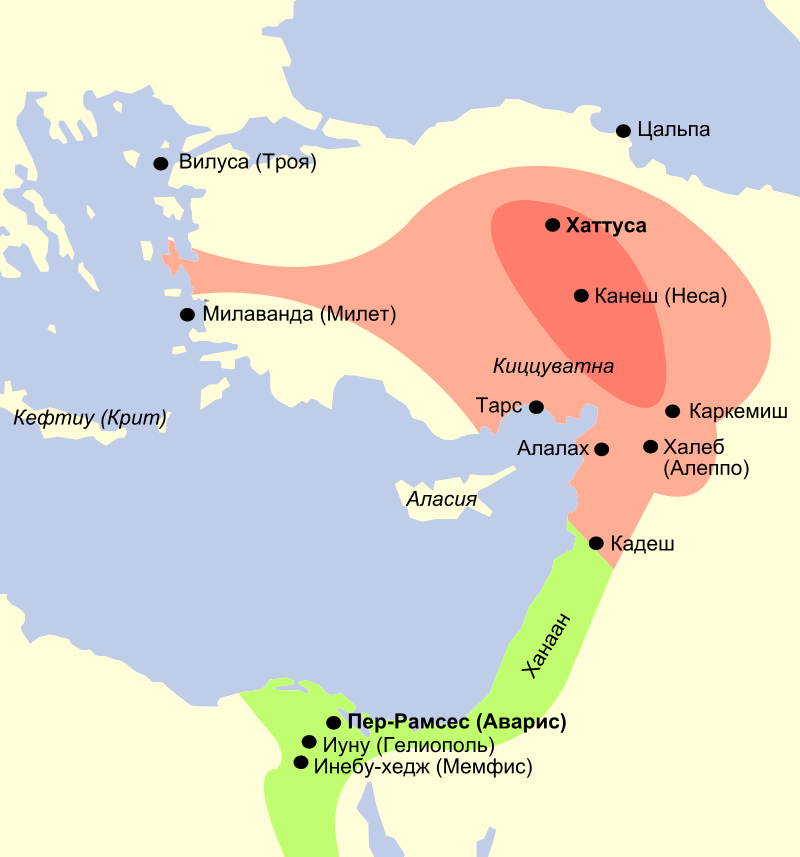 Цальпа
Вилуса (Троя)
Хаттуса
Канеш (Неса)
Милаванда (Милет)
Киццуватна
Тарс
Каркемиш
Кефтиу (Крит)
Алалах
Халеб
(Алеппо)
Аласия
Кадеш
Ханаан
Пер-Рамсес (Аварис)
Иуну (Гелиополь)
Инебу-хедж (Мемфис)